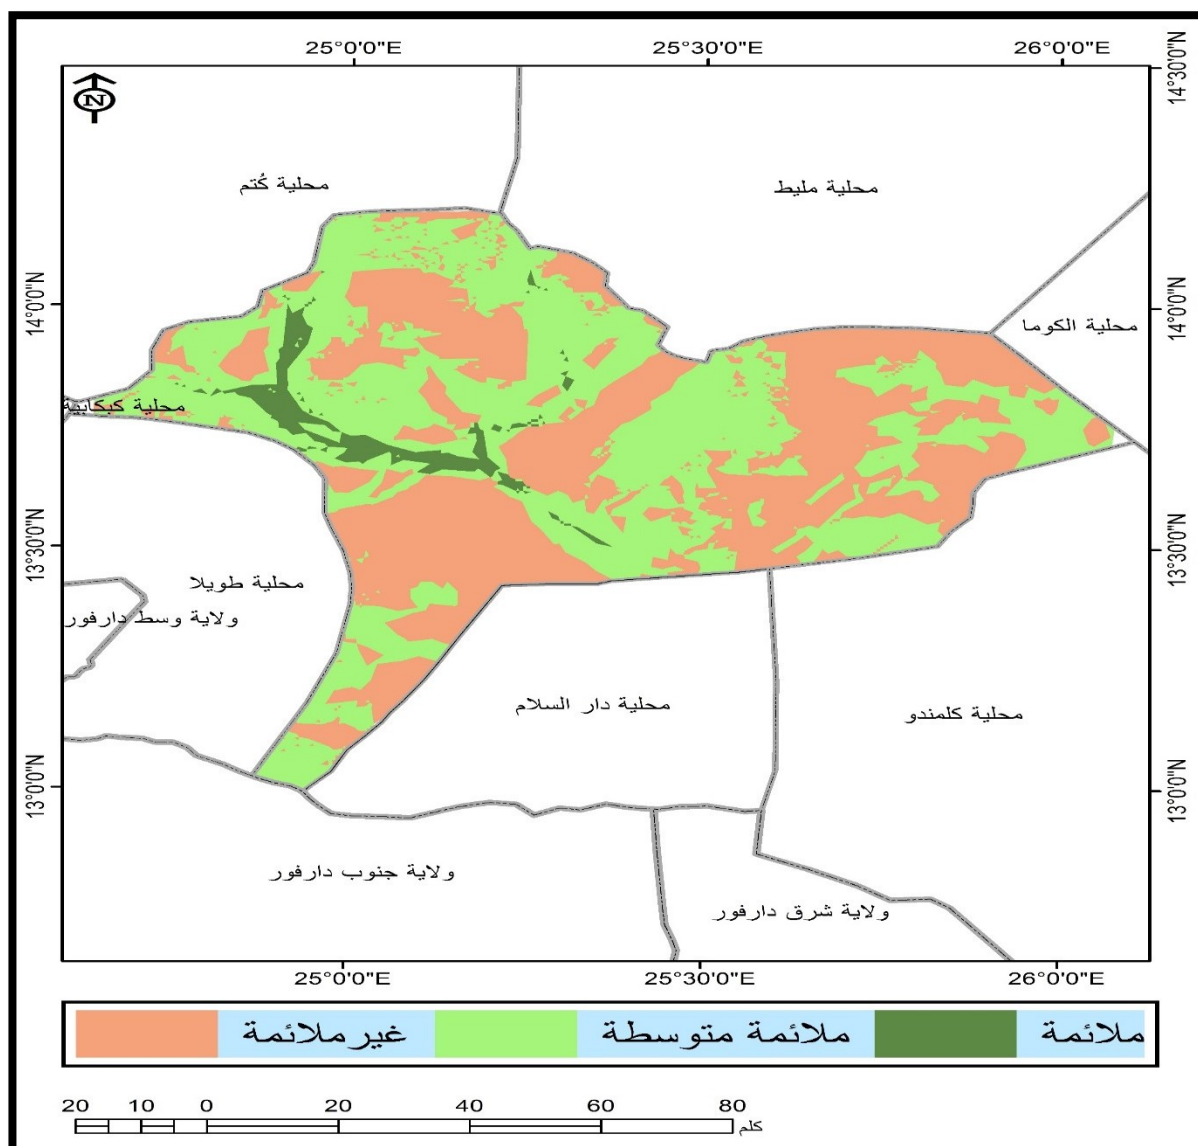 25°0'0"E 25°30'0"E 26°0'0"E
14°30'0"N
N
محلية كُتم
محلية مليط
14°0'0"N
14°0'0"N
محلية الكوما
محلية كبكابية
13°30'0"N
13°30'0"N
محلية طويلا
ولاية وسط دارفور
محلية دار السلام
محلية كلمندو
13°0'0"N
13°0'0"N
ولاية جنوب دارفور
ولاية شرق دارفور
25°0'0"E 25°30'0"E 26°0'0"E
ملائمة ملائمة متوسطة غيرملائمة
20 10 0 20 40 60 80
كلم